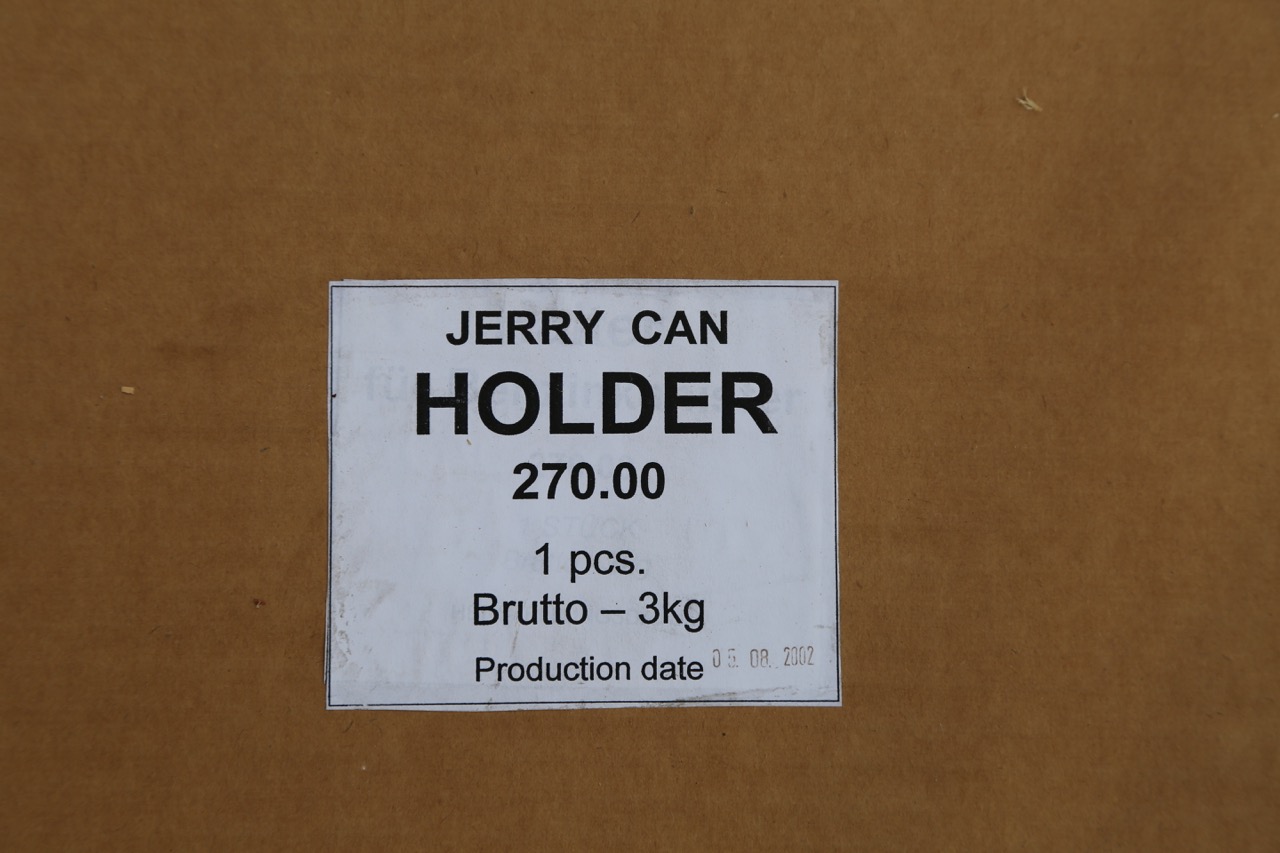 JERRY CAN
HOLDER
270.00
1 pcs.
Brutto – 3kg
Production date 05. 08. 2002